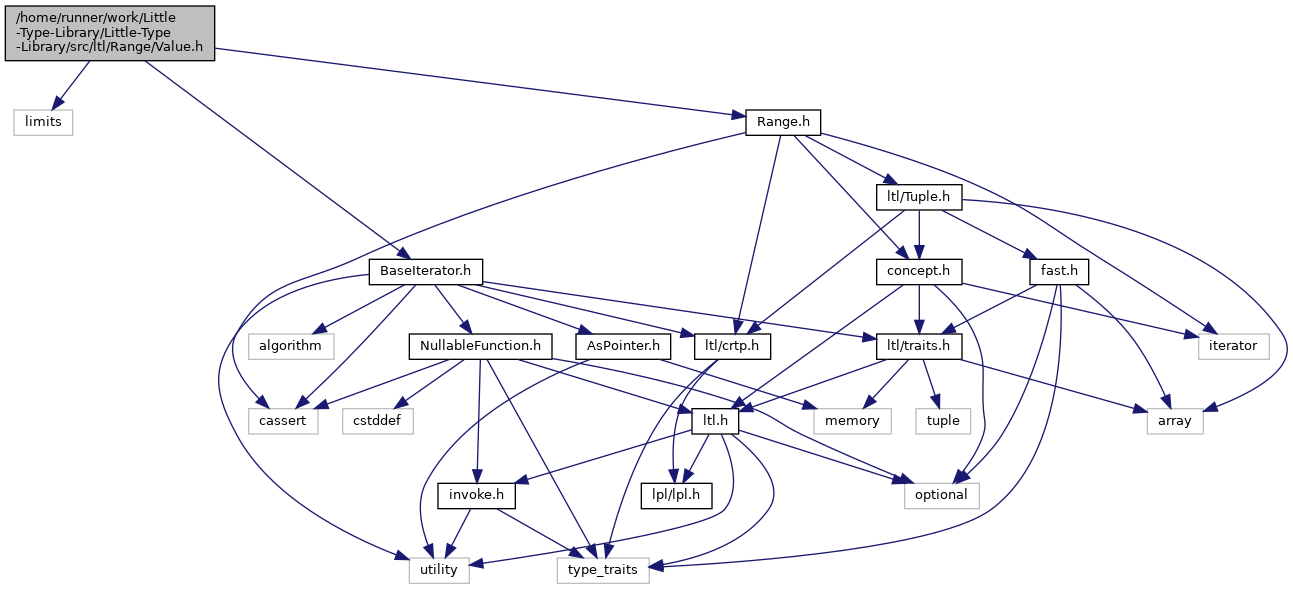 /home/runner/work/Little
-Type-Library/Little-Type
-Library/src/ltl/Range/Value.h
limits
Range.h
ltl/Tuple.h
BaseIterator.h
concept.h
fast.h
algorithm
NullableFunction.h
AsPointer.h
ltl/crtp.h
ltl/traits.h
iterator
cassert
cstddef
ltl.h
memory
tuple
array
invoke.h
lpl/lpl.h
optional
utility
type_traits